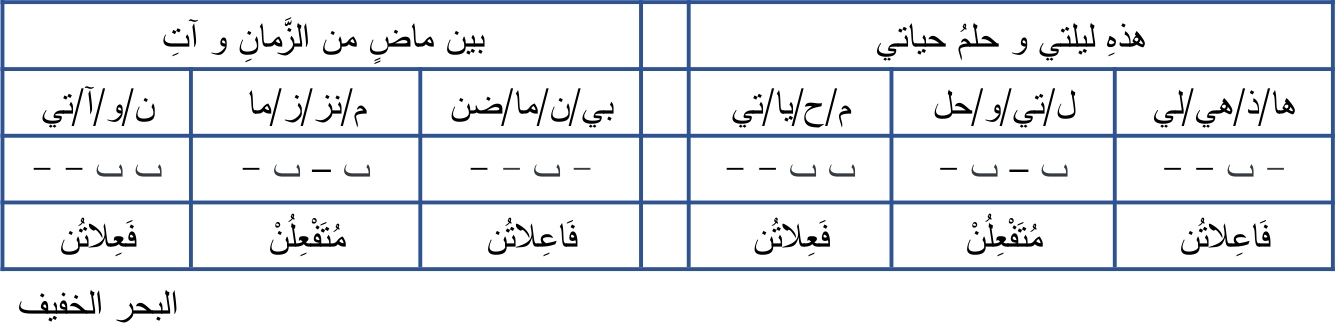 هذهِ ليلتي و حلمُ حياتي بين ماضٍ من الزَّمانِ و آتِ
ها/ذ/هي/لي ل/تي/و/حل م/ح/يا/تي بي/ن/ما/ضن م/نز/ز/ما ن/و/آ/تي
– ب – – ب – ب – ب ب – – – ب – – ب – ب – ب ب – –
فَاعِلاتُن مُتَفْعِلُنْ فَعِلاتُن فَاعِلاتُن مُتَفْعِلُنْ فَعِلاتُن
البحر الخفيف